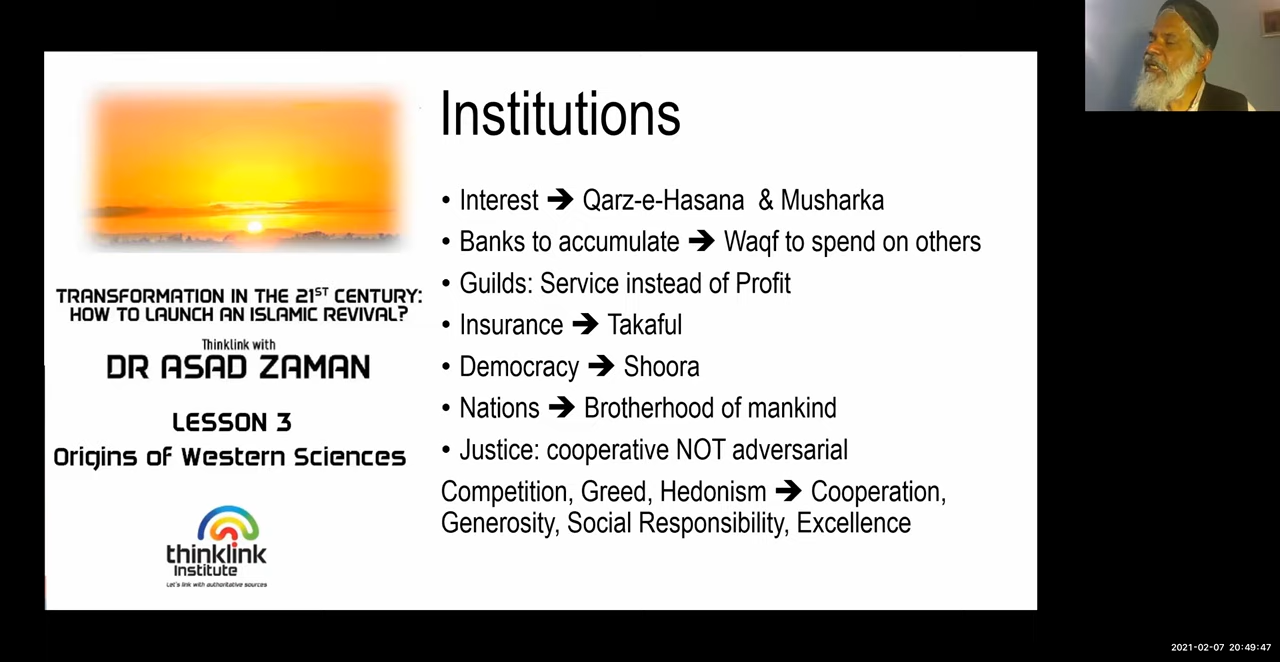 Institutions
• Interest ➔ Qarz-e-Hasana & Musharka
• Banks to accumulate ➔ Waqf to spend on others
• Guilds: Service instead of Profit
• Insurance ➔ Takaful
• Democracy ➔ Shoora
• Nations ➔ Brotherhood of mankind
• Justice: cooperative NOT adversarial
Competition, Greed, Hedonism ➔ Cooperation,
Generosity, Social Responsibility, Excellence
TRANSFORMATION IN THE 21ST CENTURY:
HOW TO LAUNCH AN ISLAMIC REVIVAL?
Thinklink with
DR ASAD ZAMAN
LESSON 3
Origins of Western Sciences
thinklink
Institute
Let's link with authoritative sources
2021-02-07 20:49:47